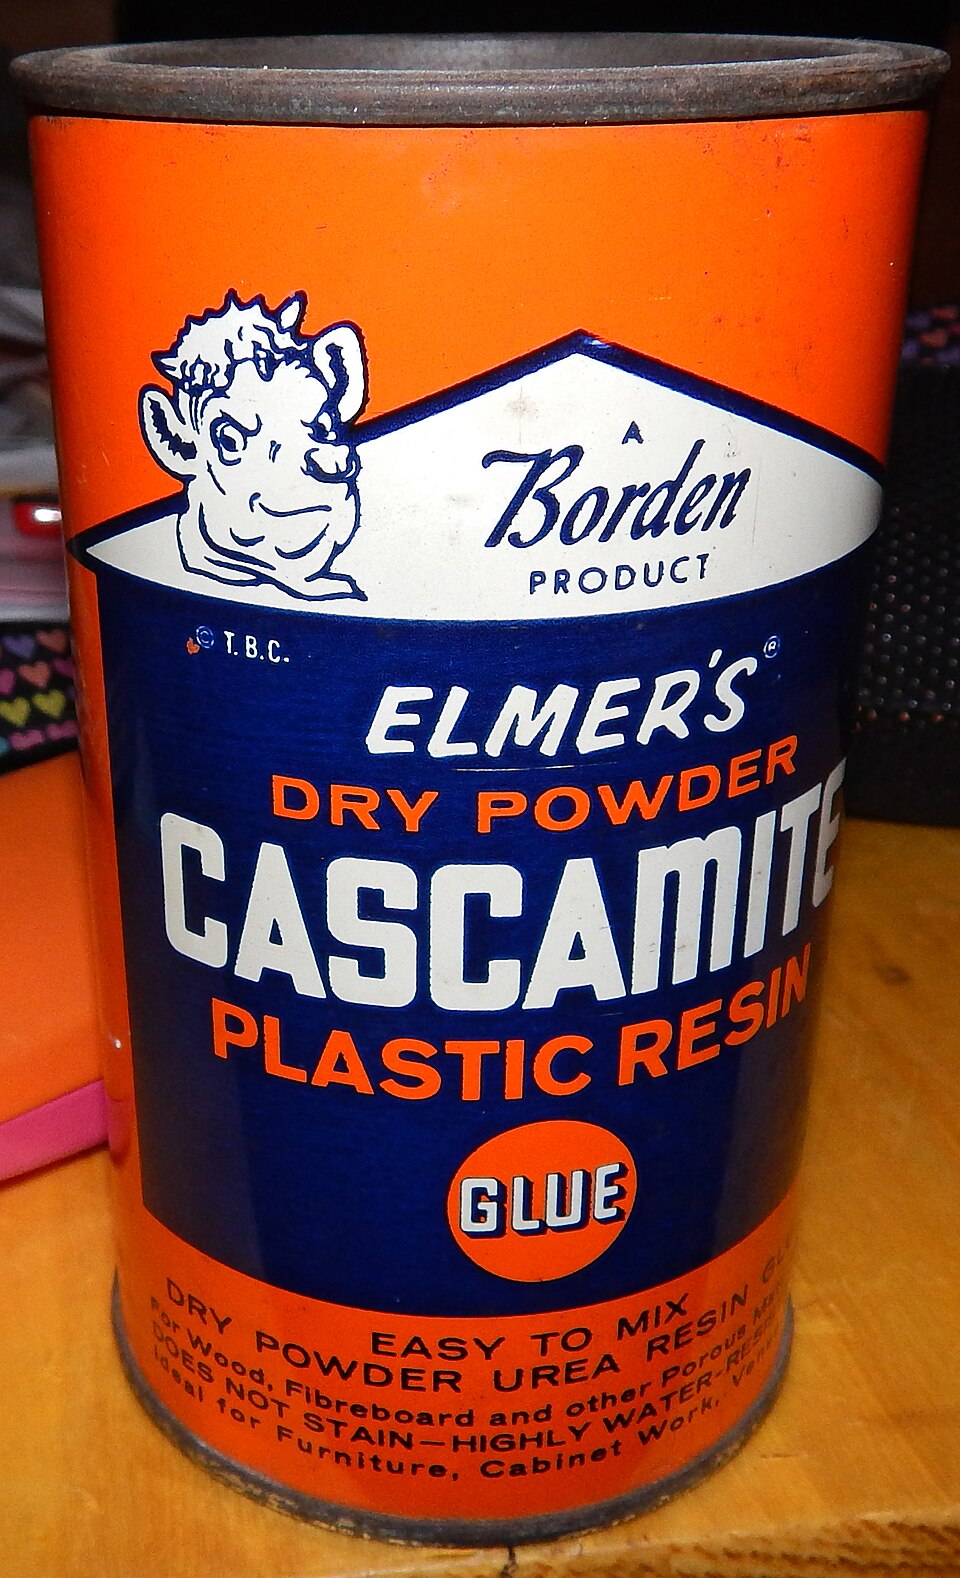 A
Borden
PRODUCT
© T.B.C.
ELMER'S®
DRY POWDER
CASCAMITE
PLASTIC RESIN
GLUE
EASY TO MIX
DRY POWDER UREA RESIN
For Wood, Fibreboard and other Porous
DOES NOT STAIN—HIGHLY
Ideal for Furniture, Cabinet Work,